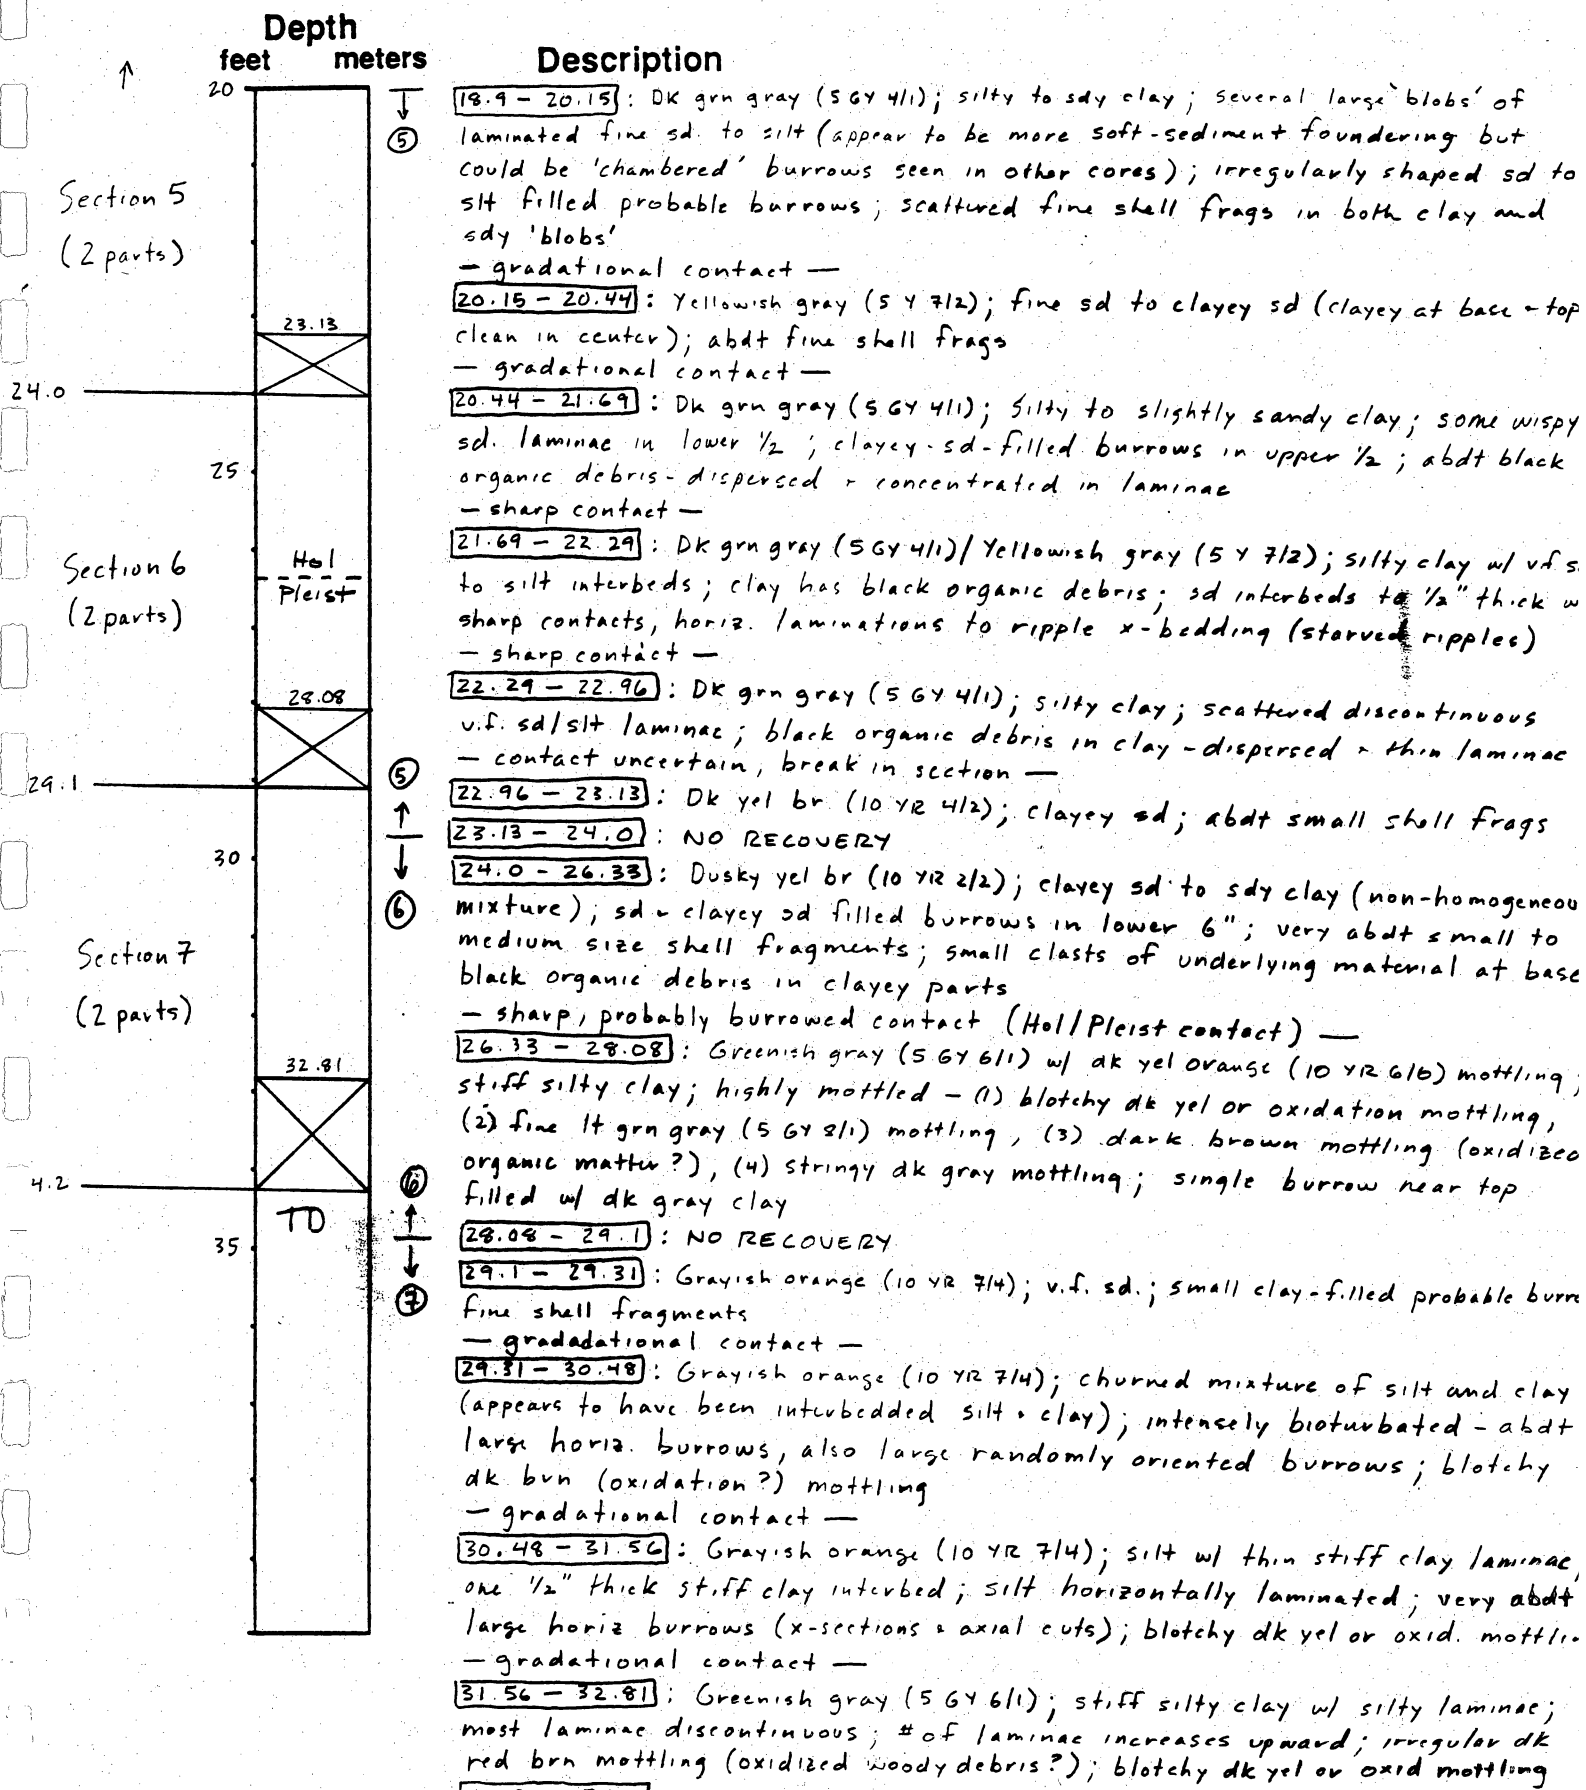 Depth
feet meters
Description
↑
20
Section 5
(2 parts)
23.13
24.0
25
Section 6
(2 parts)
Hol
Pleist
28.08
29.1
30
Section 7
(2 parts)
32.81
4.2
TD
35
↓
⑤
⑤
↑
↓
⑥
⑥
↑
↓
⑦
18.9 — 20.15: DK grn gray (5 GY 4/1); silty to sdy clay; several large 'blobs' of
laminated fine sd. to silt (appear to be more soft-sediment foundering but
could be 'chambered' burrows seen in other cores); irregularly shaped sd to
slt filled probable burrows; scattered fine shell frags in both clay and
sdy 'blobs'
— gradational contact —
20.15 — 20.44: Yellowish gray (5 Y 7/2); fine sd to clayey sd (clayey at base + top
clean in center); abdt fine shell frags
— gradational contact —
20.44 — 21.69: Dk grn gray (5 GY 4/1); silty to slightly sandy clay; some wispy
sd. laminae in lower 1/2; clayey-sd-filled burrows in upper 1/2; abdt black
organic debris - dispersed + concentrated in laminae
— sharp contact —
21.69 — 22.29: Dk grn gray (5 GY 4/1)/Yellowish gray (5 Y 7/2); silty clay w/ vf s
to silt interbeds; clay has black organic debris; sd interbeds to 1/2" thick w
sharp contacts, horiz. laminations to ripple x-bedding (starved ripples)
— sharp contact —
22.29 — 22.96: Dk grn gray (5 GY 4/1); silty clay; scattered discontinuous
v.f. sd/slt laminae; black organic debris in clay - dispersed + thin laminae
— contact uncertain, break in section —
22.96 — 23.13: Dk yel br (10 YR 4/2); clayey sd; abdt small shell frags
23.13 — 24.0: NO RECOVERY
24.0 — 26.33: Dusky yel br (10 YR 2/2); clayey sd to sdy clay (non-homogeneou
mixture); sd + clayey sd filled burrows in lower 6"; very abdt small to
medium size shell fragments; small clasts of underlying material at base
black organic debris in clayey parts
— sharp, probably burrowed contact (Hol/Pleist contact) —
26.33 — 28.08: Greenish gray (5 GY 6/1) w/ dk yel orange (10 YR 6/6) mottling;
stiff silty clay; highly mottled — (1) blotchy dk yel or oxidation mottling,
(2) fine lt grn gray (5 GY 8/1) mottling, (3) dark brown mottling (oxidized
organic matter?), (4) stringy dk gray mottling; single burrow near top
filled w/ dk gray clay
28.08 — 29.1: NO RECOVERY
29.1 — 29.31: Grayish orange (10 YR 7/4); v.f. sd.; small clay-filled probable burro
fine shell fragments
— gradadational contact —
29.31 — 30.48: Grayish orange (10 YR 7/4); churned mixture of silt and clay
(appears to have been interbedded silt + clay); intensely bioturbated - abdt
large horiz. burrows, also large randomly oriented burrows; blotchy
dk brn (oxidation?) mottling
— gradational contact —
30.48 — 31.56: Grayish orange (10 YR 7/4); silt w/ thin stiff clay laminae,
one 1/2" thick stiff clay interbed; silt horizontally laminated; very abdt
large horiz burrows (x-sections + axial cuts); blotchy dk yel or oxid. mottli
— gradational contact —
31.56 — 32.81: Greenish gray (5 GY 6/1); stiff silty clay w/ silty laminae;
most laminae discontinuous; # of laminae increases upward; irregular dk
red brn mottling (oxidized woody debris?); blotchy dk yel or oxid mottling